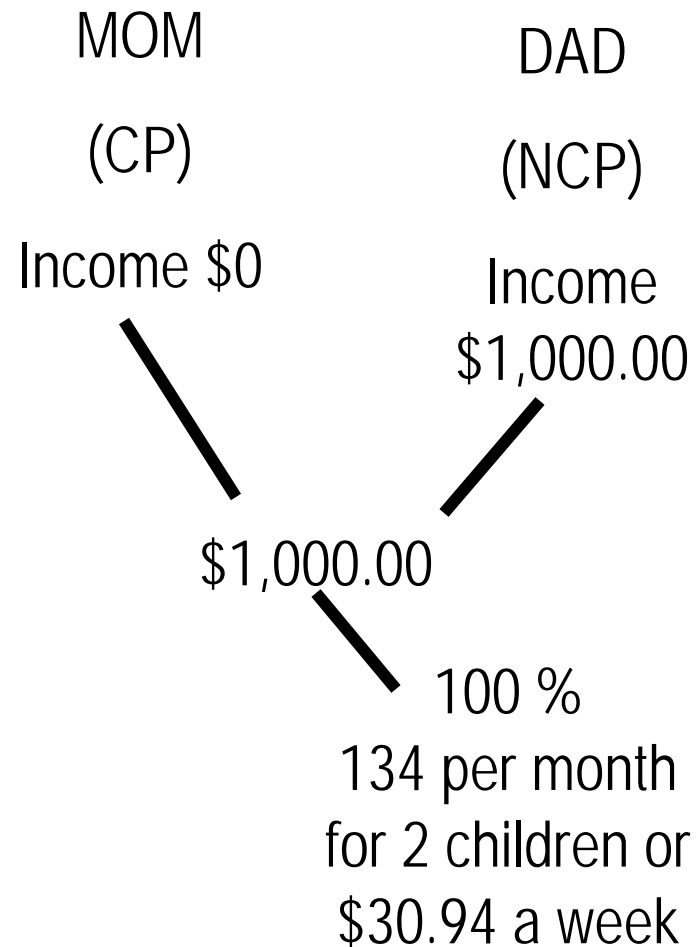 MOM
(CP)
Income $0
DAD
(NCP)
Income
$1,000.00
$1,000.00
100 %
134 per month
for 2 children or
$30.94 a week